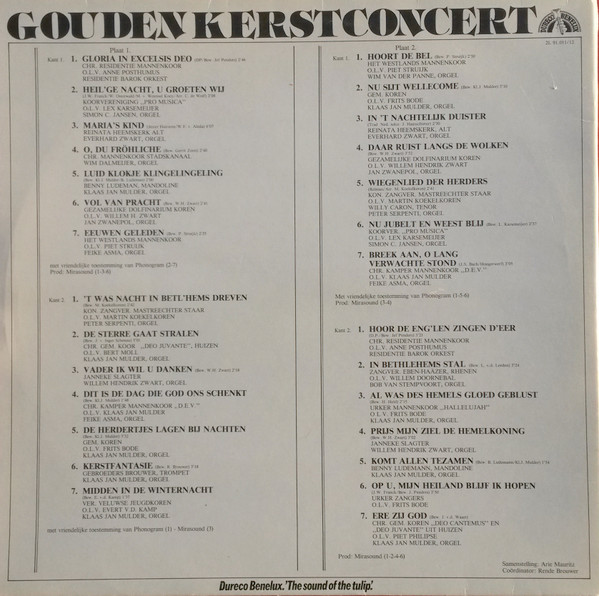 GOUDEN KERSTCONCERT
DURECO BENELUX
Plaat 1.
Kant 1. 1. GLORIA IN EXCELSIS DEO
CHR. RESIDENTIE MANNENKOOR
O.L.V. ANNE POSTHUMUS
RESIDENTIE BAROK ORKEST
2. HEIL'GE NACHT, U GROETEN WIJ
KOORVERENIGING „PRO MUSICA”
O.L.V. LEX KARSEMEIJER
SIMON C. JANSEN, ORGEL
3. MARIA'S KIND
REINATA HEEMSKERK ALT
EVERHARD ZWART, ORGEL
4. O, DU FRÖHLICHE
CHR. MANNENKOOR STADSKANAAL
WIM DALMEIJER, ORGEL
5. LUID KLOKJE KLINGELINGELING
BENNY LUDEMAN, MANDOLINE
KLAAS JAN MULDER, ORGEL
6. VOL VAN PRACHT
GEZAMELIJKE DOLFINARIUM KOREN
O.L.V. WILLEM H. ZWART
JAN ZWANEPOL, ORGEL
7. EEUWEN GELEDEN
HET WESTLANDS MANNENKOOR
O.L.V. PIET STRUIJK
FEIKE ASMA, ORGEL
met vriendelijke toestemming van Phonogram (2-7)
Prod: Mirasound (1-3-6)
Kant 2. 1. 'T WAS NACHT IN BETL'HEMS DREVEN
KON. ZANGVER. MASTREECHTER STAAR
O.L.V. MARTIN KOEKELKOREN
PETER SERPENTI, ORGEL
2. DE STERRE GAAT STRALEN
CHR. GEM. KOOR „DEO JUVANTE”, HUIZEN
O.L.V. BERT MOLL
KLAAS JAN MULDER, ORGEL
3. VADER IK WIL U DANKEN
JANNEKE SLAGTER
WILLEM HENDRIK ZWART, ORGEL
4. DIT IS DE DAG DIE GOD ONS SCHENKT
CHR. KAMPER MANNENKOOR „D.E.V.”
O.L.V. KLAAS JAN MULDER
FEIKE ASMA, ORGEL
5. DE HERDERTJES LAGEN BIJ NACHTEN
GEM. KOREN
O.L.V. FRITS BODE
KLAAS JAN MULDER, ORGEL
6. KERSTFANTASIE
GEBROEDERS BROUWER, TROMPET
KLAAS JAN MULDER, ORGEL
7. MIDDEN IN DE WINTERNACHT
VER. VELUWSE JEUGDKOREN
O.L.V. EVERT V.D. KAMP
KLAAS JAN MULDER, ORGEL
met vriendelijke toestemming van Phonogram (1) - Mirasound (3)
Plaat 2.
Kant 1. 1. HOORT DE BEL
HET WESTLANDS MANNENKOOR
O.L.V. PIET STRUIJK
WIM VAN DER PANNE, ORGEL
2. NU SIJT WELLECOME
GEM. KOREN
O.L.V. FRITS BODE
KLAAS JAN MULDER, ORGEL
3. IN 'T NACHTELIJK DUISTER
REINATA HEEMSKERK, ALT
EVERHARD ZWART, ORGEL
4. DAAR RUIST LANGS DE WOLKEN
GEZAMELIJKE DOLFINARIUM KOREN
O.L.V. WILLEM HENDRIK ZWART
JAN ZWANEPOL, ORGEL
5. WIEGENLIED DER HERDERS
KON. ZANGVER. MASTREECHTER STAAR
O.L.V. MARTIN KOEKELKOREN
WILLY CARON, TENOR
PETER SERPENTI, ORGEL
6. NU JUBELT EN WEEST BLIJ
KOORVER. „PRO MUSICA”
O.L.V. LEX KARSEMEIJER
SIMON C. JANSEN, ORGEL
7. BREEK AAN, O LANG
VERWACHTE STOND
CHR. KAMPER MANNENKOOR „D.E.V.”
O.L.V. KLAAS JAN MULDER
FEIKE ASMA, ORGEL
Met vriendelijke toestemming van Phonogram (1-5-6)
Prod: Mirasound (3-4)
Kant 2. 1. HOOR DE ENG'LEN ZINGEN D'EER
CHR. RESIDENTIE MANNENKOOR
O.L.V. ANNE POSTHUMUS
RESIDENTIE BAROK ORKEST
2. IN BETHLEHEMS STAL
ZANGVER. EBEN-HAÄZER, RHENEN
O.L.V. WILLEM DOORNEBAL
BOB VAN STEMPVOORT, ORGEL
3. AL WAS DES HEMELS GLOED GEBLUST
URKER MANNENKOOR „HALLELUJAH”
O.L.V. FRITS BODE
KLAAS JAN MULDER, ORGEL
4. PRIJS MIJN ZIEL DE HEMELKONING
JANNEKE SLAGTER
WILLEM HENDRIK ZWART, ORGEL
5. KOMT ALLEN TEZAMEN
BENNY LUDEMANN, MANDOLINE
KLAAS JAN MULDER, ORGEL
6. OP U, MIJN HEILAND BLIJF IK HOPEN
URKER ZANGERS
O.L.V. FRITS BODE
7. ERE ZIJ GOD
CHR. GEM. KOREN „DEO CANTEMUS” EN
„DEO JUVANTE” UIT HUIZEN
O.L.V. PIET PHILIPSE
KLAAS JAN MULDER, ORGEL
Prod: Mirasound (1-2-4-6)
Samenstelling: Arie Mauritz
Coördinator: Renée Brouwer
Dureco Benelux. 'The sound of the tulip'.